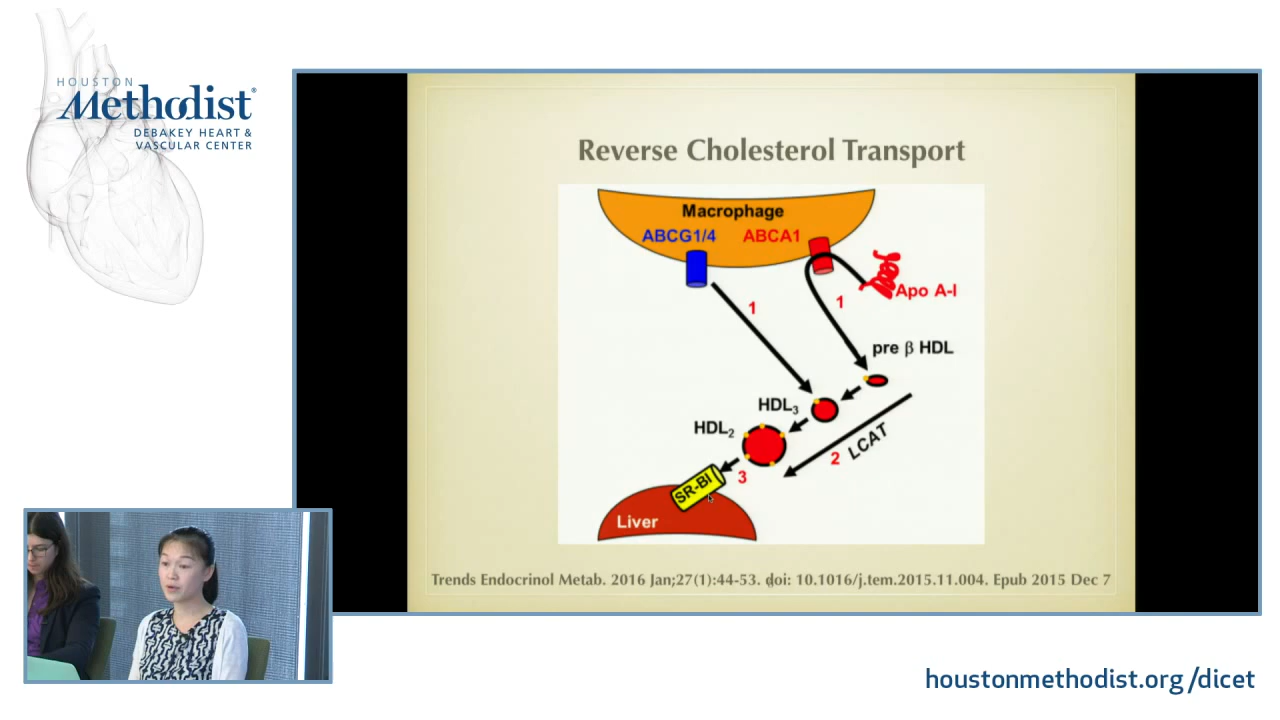 HOUSTON
Methodist®
DEBAKEY HEART &
VASCULAR CENTER
Reverse Cholesterol Transport
Macrophage
ABCG1/4 ABCA1
Apo A-I
1
1
pre β HDL
HDL3
HDL2
2 LCAT
3
SR-BI
Liver
Trends Endocrinol Metab. 2016 Jan;27(1):44-53. doi: 10.1016/j.tem.2015.11.004. Epub 2015 Dec 7
houstonmethodist.org/dicet